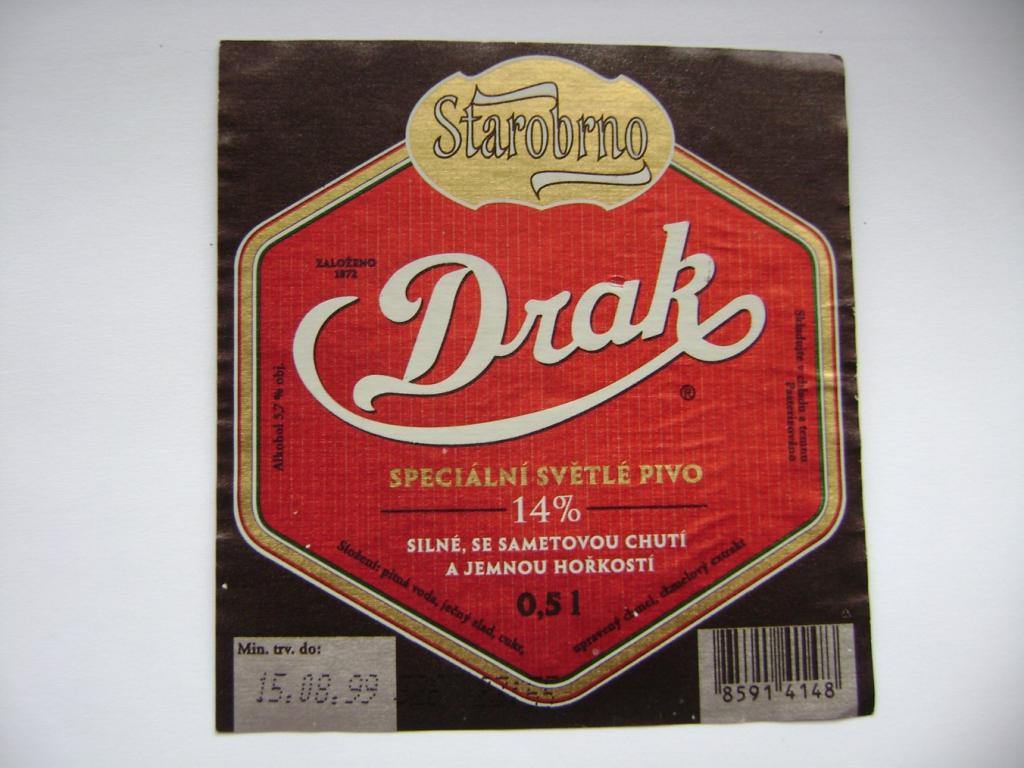 Starobrno
ZALOŽENO
1872
Drak
®
Alkohol 5,7 % obj.
Skladujte v chladu a temnu
Pasterizováno
SPECIÁLNÍ SVĚTLÉ PIVO
14%
SILNÉ, SE SAMETOVOU CHUTÍ
A JEMNOU HOŘKOSTÍ
Složení: pitná voda, ječný slad, cukr,
upravený chmel, chmelový extrakt
0,5 l
Min. trv. do:
15.08.99
8591 4148